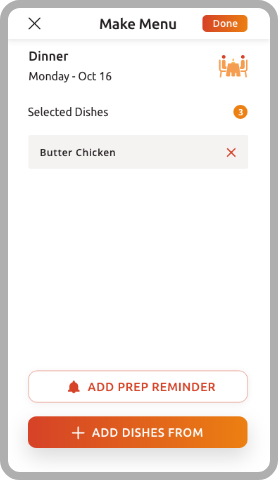 Make Menu
Done
Dinner
Monday - Oct 16
Selected Dishes
3
Butter Chicken
ADD PREP REMINDER
ADD DISHES FROM